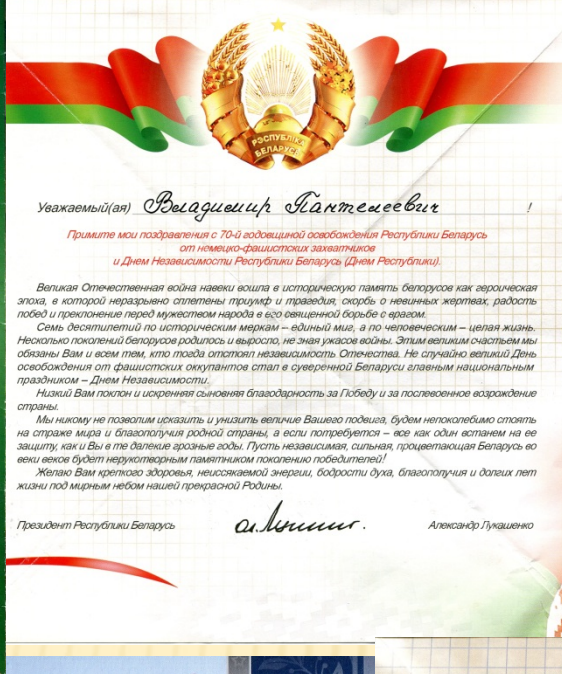 РЭСПУБЛІКА
БЕЛАРУСЬ
Уважаемый(ая) Владимир Пантелеевич !
Примите мои поздравления с 70-й годовщиной освобождения Республики Беларусь
от немецко-фашистских захватчиков
и Днем Независимости Республики Беларусь (Днем Республики).
Великая Отечественная война навеки вошла в историческую память белорусов как героическая
эпоха, в которой неразрывно сплетены триумф и трагедия, скорбь о невинных жертвах, радость
побед и преклонение перед мужеством народа в его священной борьбе с врагом.
Семь десятилетий по историческим меркам – единый миг, а по человеческим – целая жизнь.
Несколько поколений белорусов родилось и выросло, не зная ужасов войны. Этим великим счастьем мы
обязаны Вам и всем тем, кто тогда отстоял независимость Отечества. Не случайно великий День
освобождения от фашистских оккупантов стал в суверенной Беларуси главным национальным
праздником – Днем Независимости.
Низкий Вам поклон и искренняя сыновняя благодарность за Победу и за послевоенное возрождение
страны.
Мы никому не позволим исказить и унизить величие Вашего подвига, будем непоколебимо стоять
на страже мира и благополучия родной страны, а если потребуется – все как один встанем на ее
защиту, как и Вы в те далекие грозные годы. Пусть независимая, сильная, процветающая Беларусь во
веки веков будет нерукотворным памятником поколению победителей!
Желаю Вам крепкого здоровья, неиссякаемой энергии, бодрости духа, благополучия и долгих лет
жизни под мирным небом нашей прекрасной Родины.
Президент Республики Беларусь Александр Лукашенко